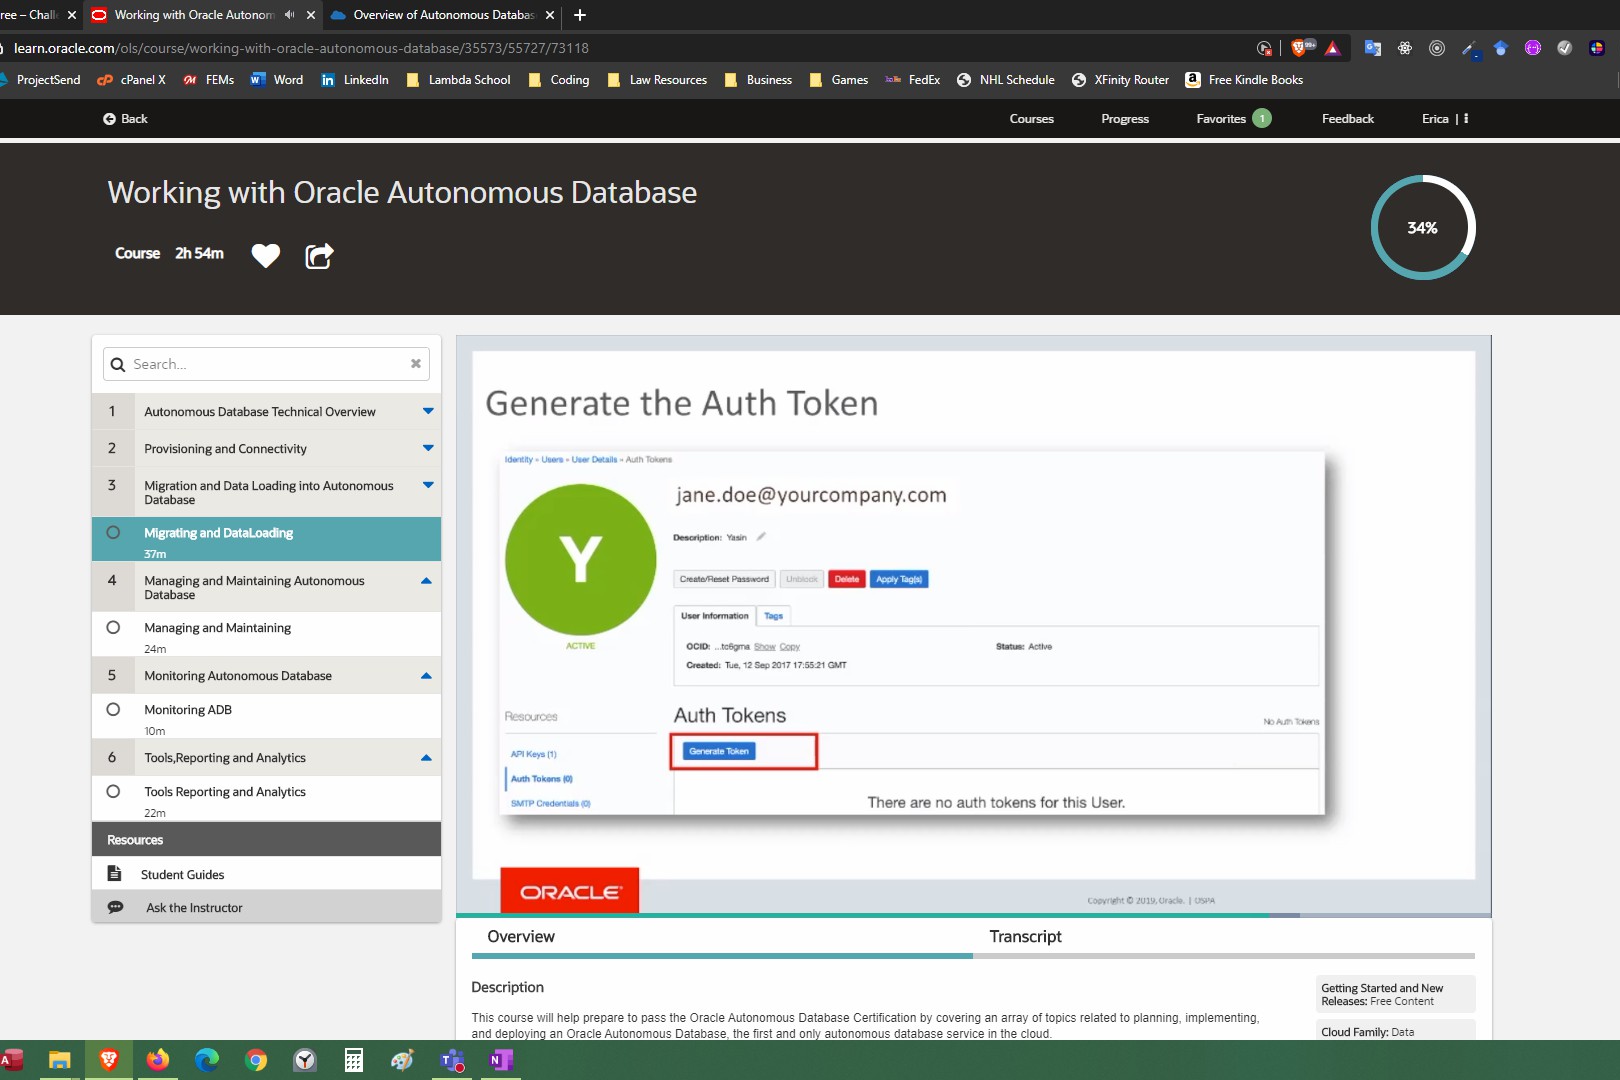 ree – Chall
Working with Oracle Autonom
Overview of Autonomous Databas
learn.oracle.com/ols/course/working-with-oracle-autonomous-database/35573/55727/73118
99+
ProjectSend
cPanel X
FEMs
Word
LinkedIn
Lambda School
Coding
Law Resources
Business
Games
FedEx
NHL Schedule
XFinity Router
Free Kindle Books
Back
Courses
Progress
Favorites 1
Feedback
Erica |
Working with Oracle Autonomous Database
Course 2h 54m
34%
Search...
1 Autonomous Database Technical Overview
2 Provisioning and Connectivity
3 Migration and Data Loading into Autonomous
Database
Migrating and DataLoading
37m
4 Managing and Maintaining Autonomous
Database
Managing and Maintaining
24m
5 Monitoring Autonomous Database
Monitoring ADB
10m
6 Tools,Reporting and Analytics
Tools Reporting and Analytics
22m
Resources
Student Guides
Ask the Instructor
Generate the Auth Token
Identity » Users » User Details » Auth Tokens
Y
ACTIVE
jane.doe@yourcompany.com
Description: Yasin
Create/Reset Password
Unblock
Delete
Apply Tag(s)
User Information
Tags
OCID: ...tc6gma Show Copy
Status: Active
Created: Tue, 12 Sep 2017 17:55:21 GMT
Resources
Auth Tokens
No Auth Tokens
API Keys (1)
Generate Token
Auth Tokens (0)
SMTP Credentials (0)
There are no auth tokens for this User.
ORACLE
Copyright © 2019, Oracle. | OSPA
Overview
Transcript
Description
This course will help prepare to pass the Oracle Autonomous Database Certification by covering an array of topics related to planning, implementing,
and deploying an Oracle Autonomous Database, the first and only autonomous database service in the cloud.
Getting Started and New
Releases: Free Content
Cloud Family: Data